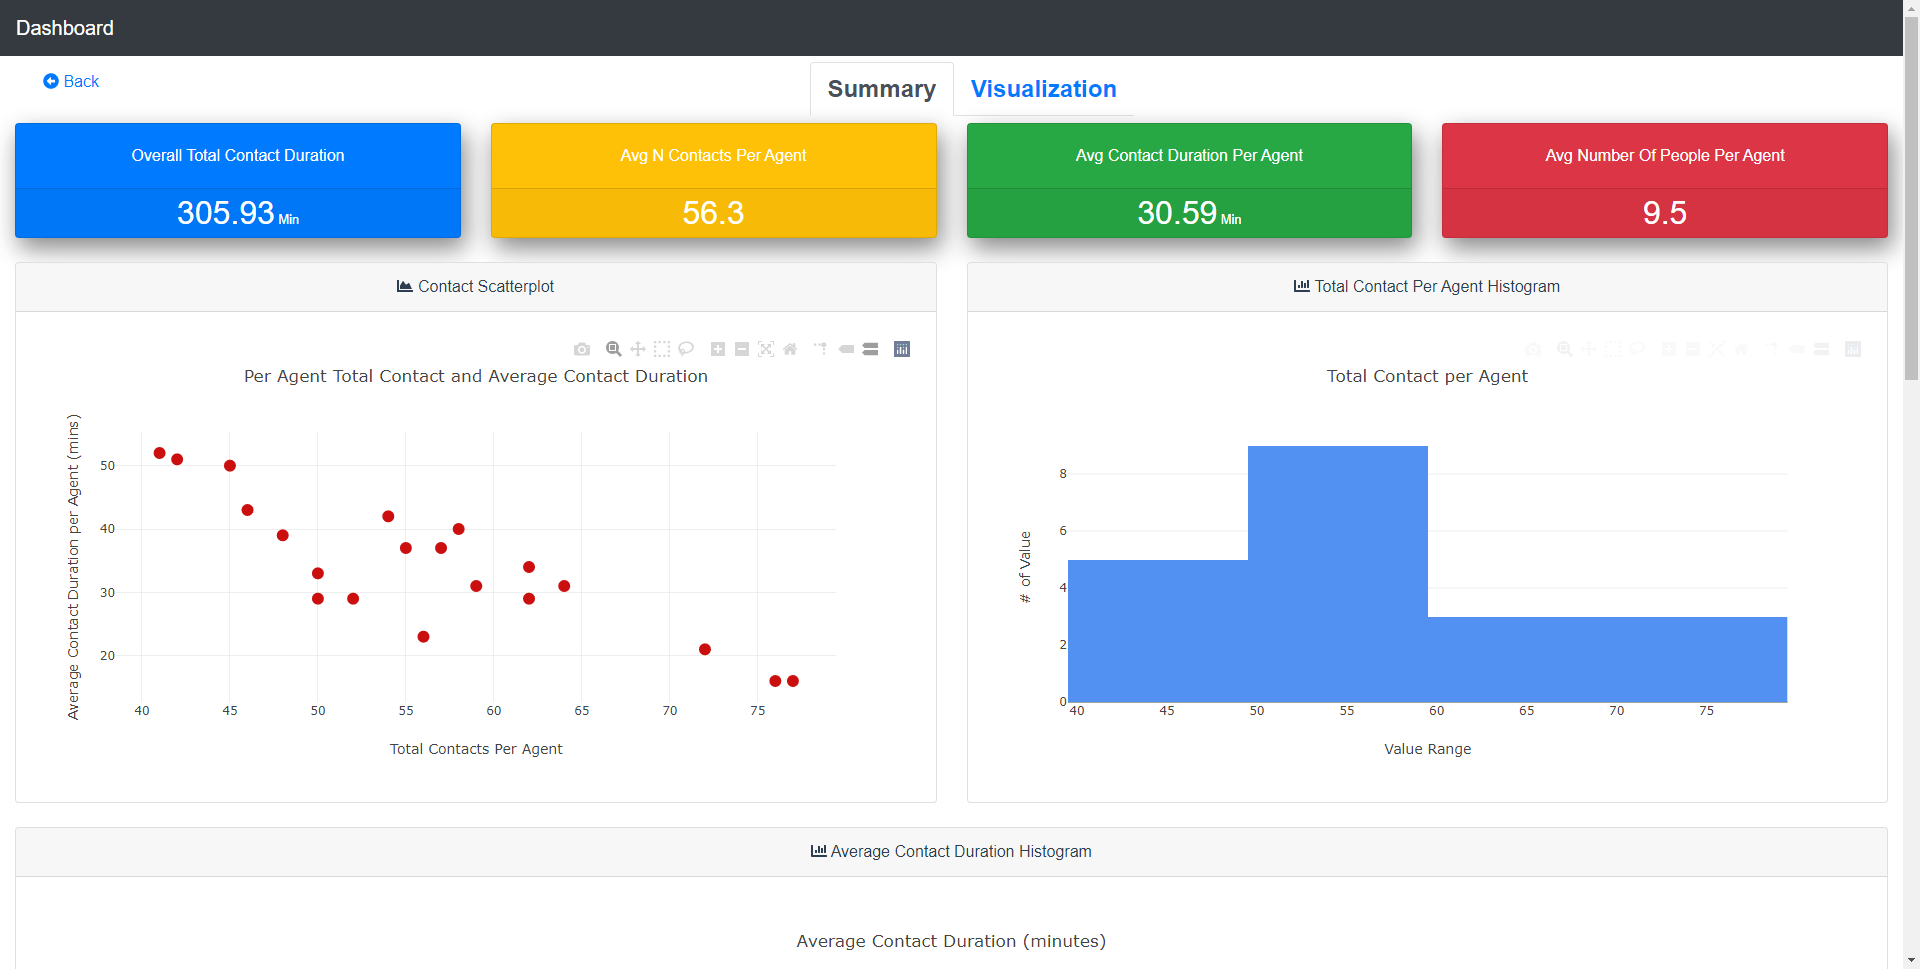 Dashboard
Back
Summary
Visualization
Overall Total Contact Duration
305.93 Min
Avg N Contacts Per Agent
56.3
Avg Contact Duration Per Agent
30.59 Min
Avg Number Of People Per Agent
9.5
Contact Scatterplot
Per Agent Total Contact and Average Contact Duration
Average Contact Duration per Agent (mins)
50
40
30
20
40 45 50 55 60 65 70 75
Total Contacts Per Agent
Total Contact Per Agent Histogram
Total Contact per Agent
# of Value
8
6
4
2
0
40 45 50 55 60 65 70 75
Value Range
Average Contact Duration Histogram
Average Contact Duration (minutes)